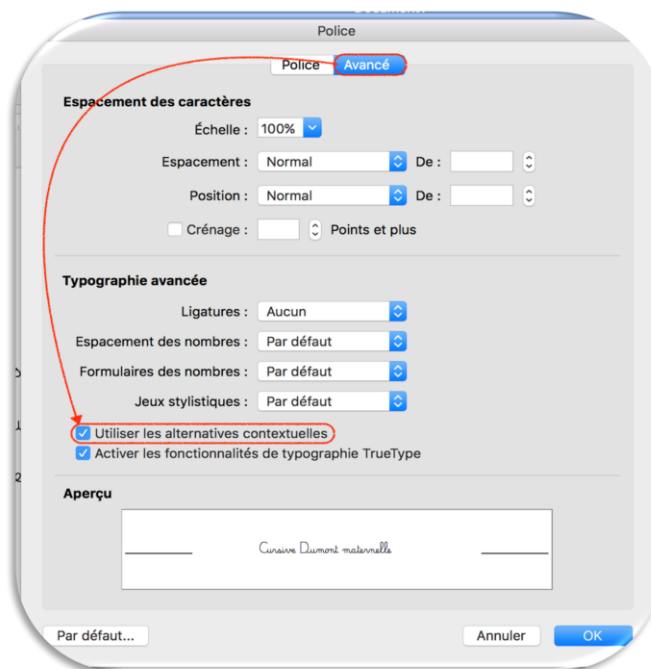 Police
Police Avancé
Espacement des caractères
Échelle : 100%
Espacement : Normal De :
Position : Normal De :
Crénage : Points et plus
Typographie avancée
Ligatures : Aucun
Espacement des nombres : Par défaut
Formulaires des nombres : Par défaut
Jeux stylistiques : Par défaut
Utiliser les alternatives contextuelles
Activer les fonctionnalités de typographie TrueType
Aperçu
Cursive Dumont maternelle
Par défaut... Annuler OK